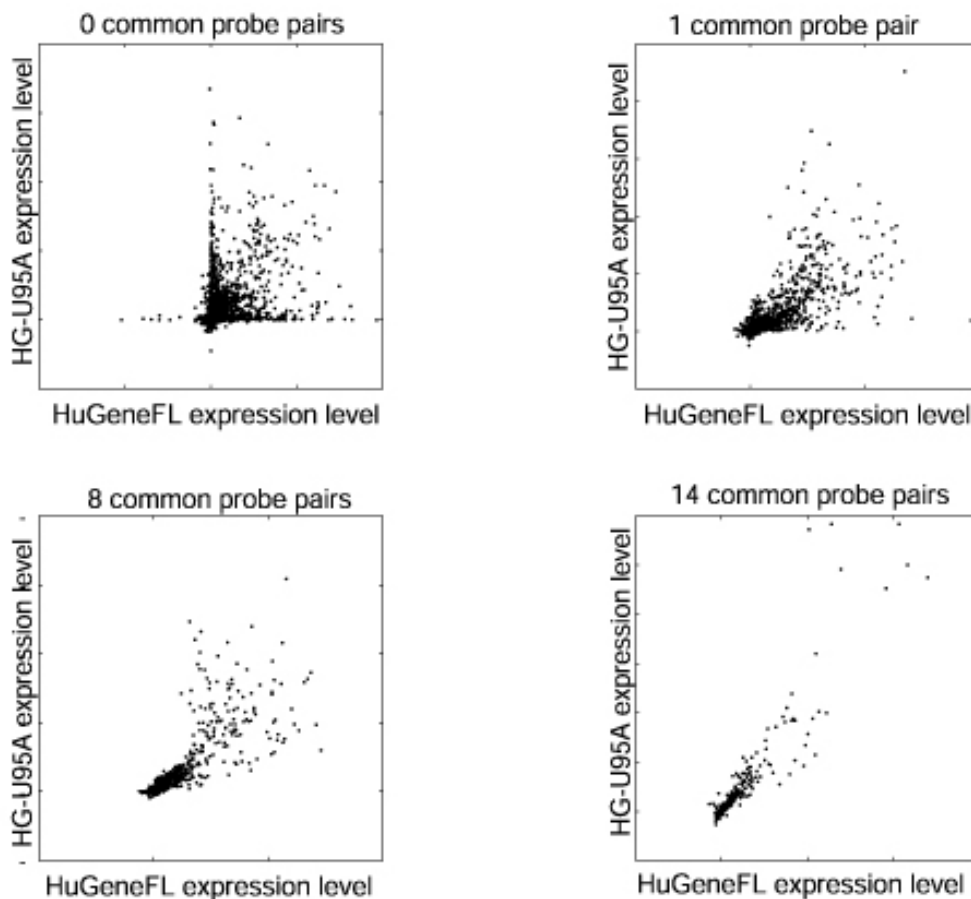 0 common probe pairs
HG-U95A expression level
HuGeneFL expression level
1 common probe pair
HG-U95A expression level
HuGeneFL expression level
8 common probe pairs
HG-U95A expression level
HuGeneFL expression level
14 common probe pairs
HG-U95A expression level
HuGeneFL expression level